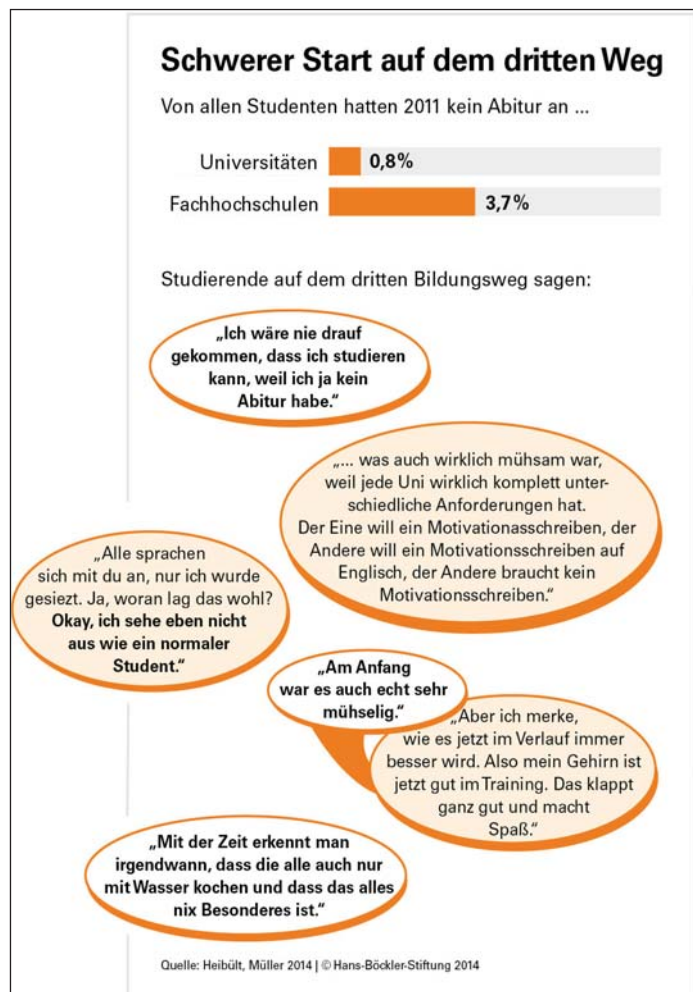 Schwerer Start auf dem dritten Weg
Von allen Studenten hatten 2011 kein Abitur an ...
Universitäten 0,8%
Fachhochschulen 3,7%
Studierende auf dem dritten Bildungsweg sagen:
„Ich wäre nie drauf
gekommen, dass ich studieren
kann, weil ich ja kein
Abitur habe.“
„... was auch wirklich mühsam war,
weil jede Uni wirklich komplett unter-
schiedliche Anforderungen hat.
Der Eine will ein Motivationasschreiben, der
Andere will ein Motivationsschreiben auf
Englisch, der Andere braucht kein
Motivationsschreiben.“
„Alle sprachen
sich mit du an, nur ich wurde
gesiezt. Ja, woran lag das wohl?
Okay, ich sehe eben nicht
aus wie ein normaler
Student.“
„Am Anfang
war es auch echt sehr
mühselig.“
„Aber ich merke,
wie es jetzt im Verlauf immer
besser wird. Also mein Gehirn ist
jetzt gut im Training. Das klappt
ganz gut und macht
Spaß.“
„Mit der Zeit erkennt man
irgendwann, dass die alle auch nur
mit Wasser kochen und dass das alles
nix Besonderes ist.“
Quelle: Heibült, Müller 2014 | © Hans-Böckler-Stiftung 2014